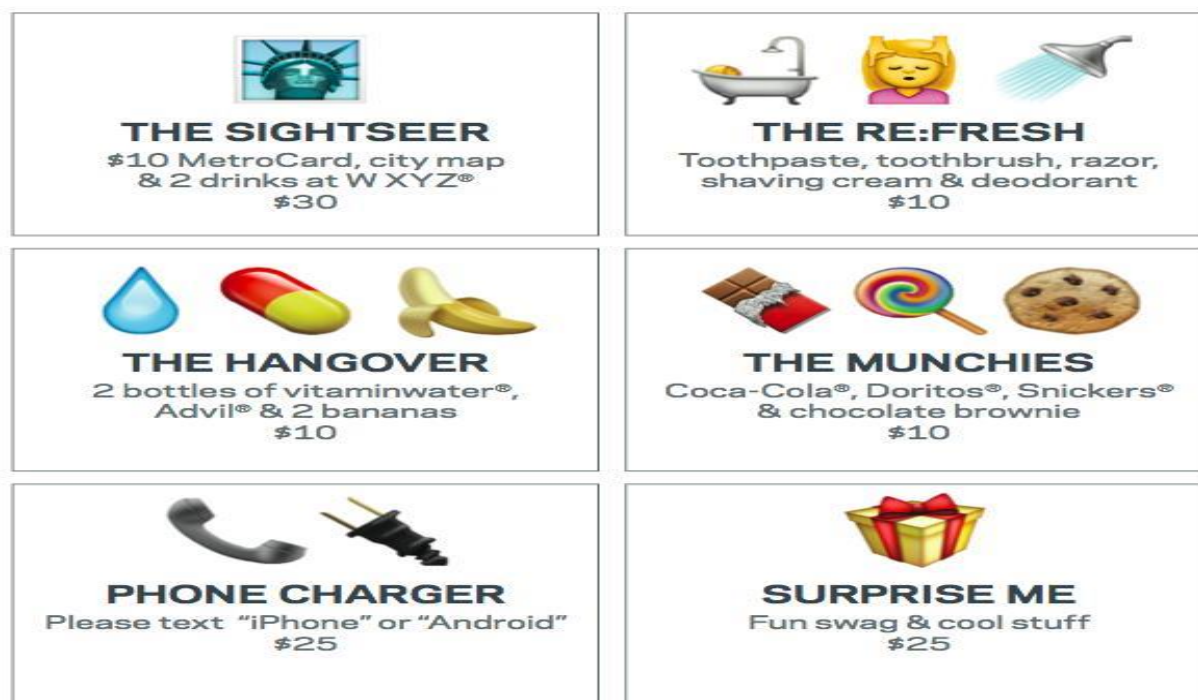 THE SIGHTSEER
$10 MetroCard, city map
& 2 drinks at W XYZ®
$30
THE RE:FRESH
Toothpaste, toothbrush, razor,
shaving cream & deodorant
$10
THE HANGOVER
2 bottles of vitaminwater®,
Advil® & 2 bananas
$10
THE MUNCHIES
Coca-Cola®, Doritos®, Snickers®
& chocolate brownie
$10
PHONE CHARGER
Please text “iPhone” or “Android”
$25
SURPRISE ME
Fun swag & cool stuff
$25